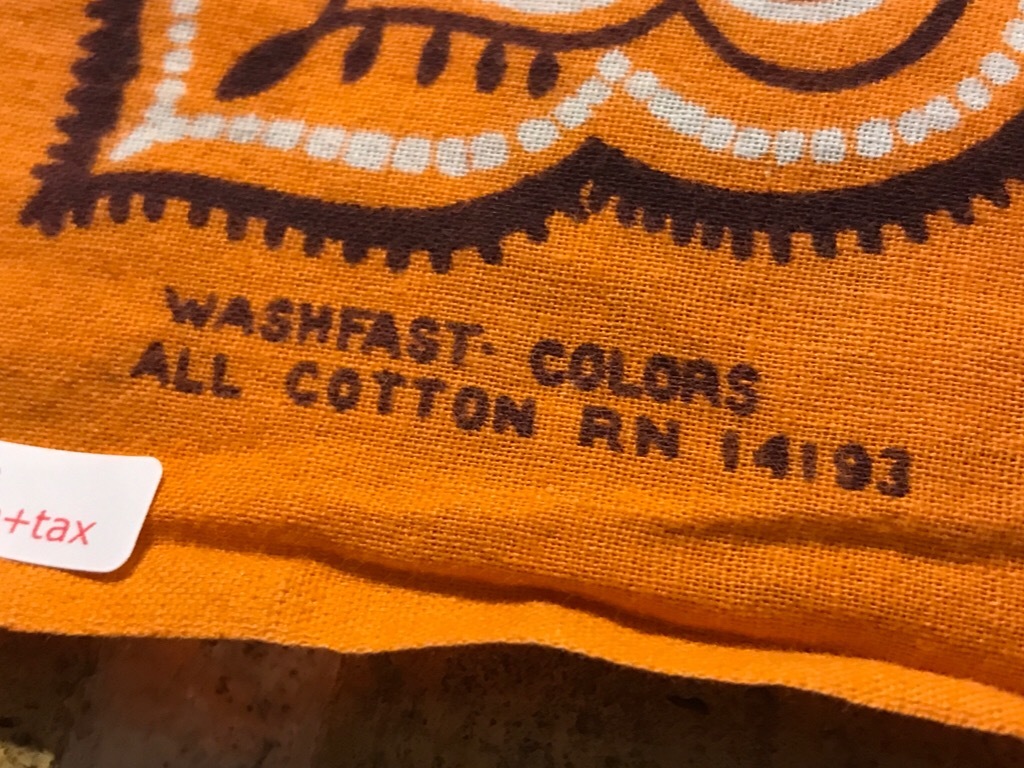 WASHFAST- COLORS
ALL COTTON RN 14193
+tax